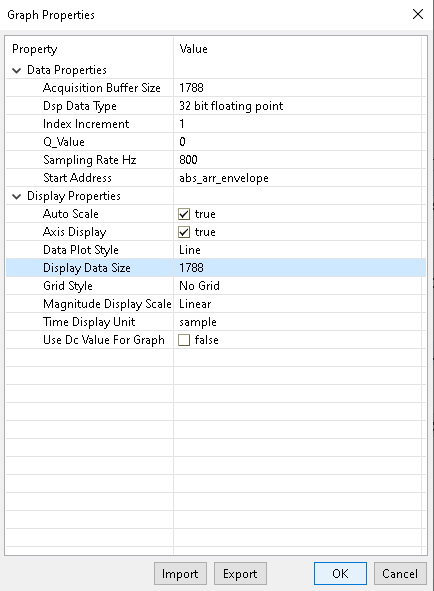 Graph Properties
Property Value
Data Properties
Acquisition Buffer Size 1788
Dsp Data Type 32 bit floating point
Index Increment 1
Q_Value 0
Sampling Rate Hz 800
Start Address abs_arr_envelope
Display Properties
Auto Scale true
Axis Display true
Data Plot Style Line
Display Data Size 1788
Grid Style No Grid
Magnitude Display Scale Linear
Time Display Unit sample
Use Dc Value For Graph false
Import Export OK Cancel